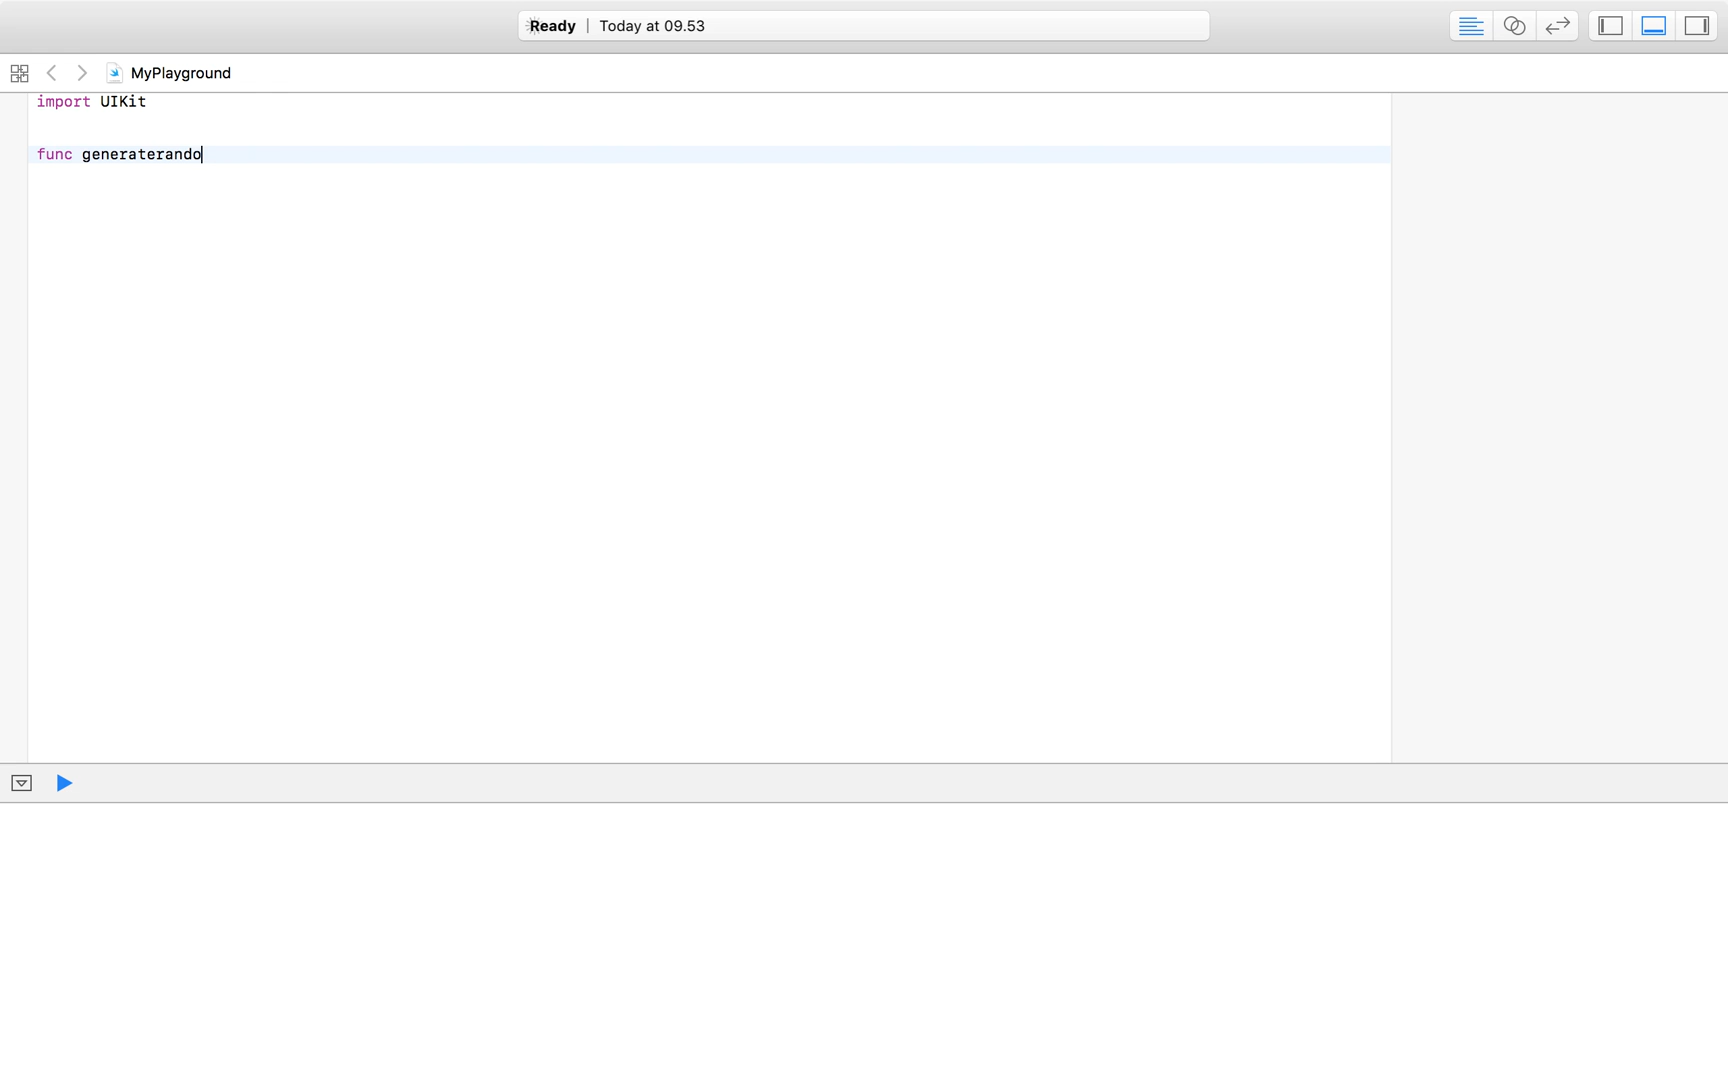 Ready | Today at 09.53
MyPlayground
import UIKit
func generaterando